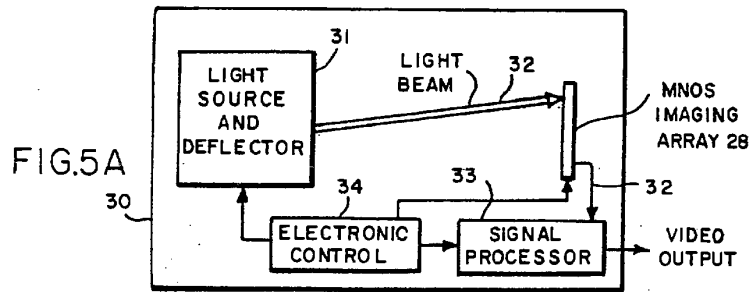 FIG.5A
30
31
LIGHT
SOURCE
AND
DEFLECTOR
LIGHT
BEAM
32
MNOS
IMAGING
ARRAY 28
32
34
ELECTRONIC
CONTROL
33
SIGNAL
PROCESSOR
VIDEO
OUTPUT